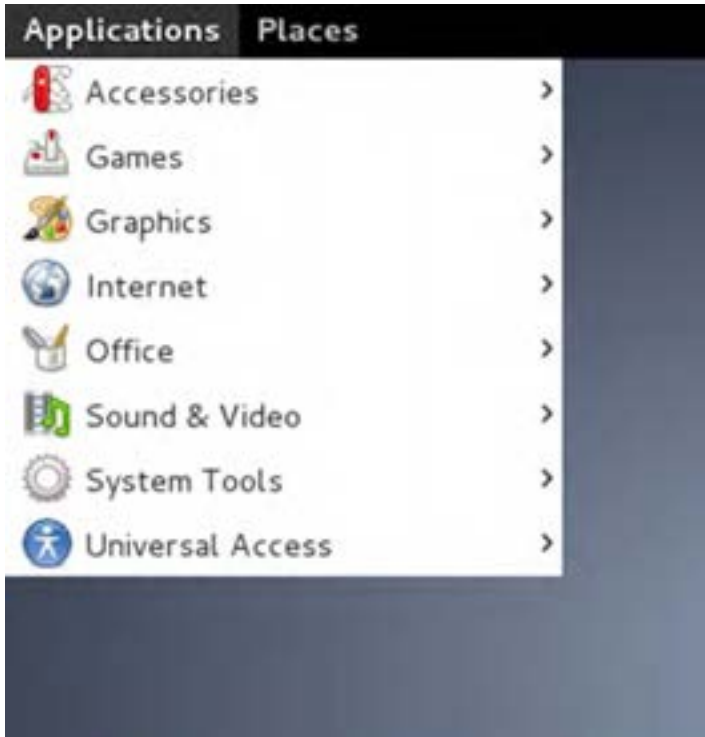 Applications Places
Accessories
Games
Graphics
Internet
Office
Sound & Video
System Tools
Universal Access